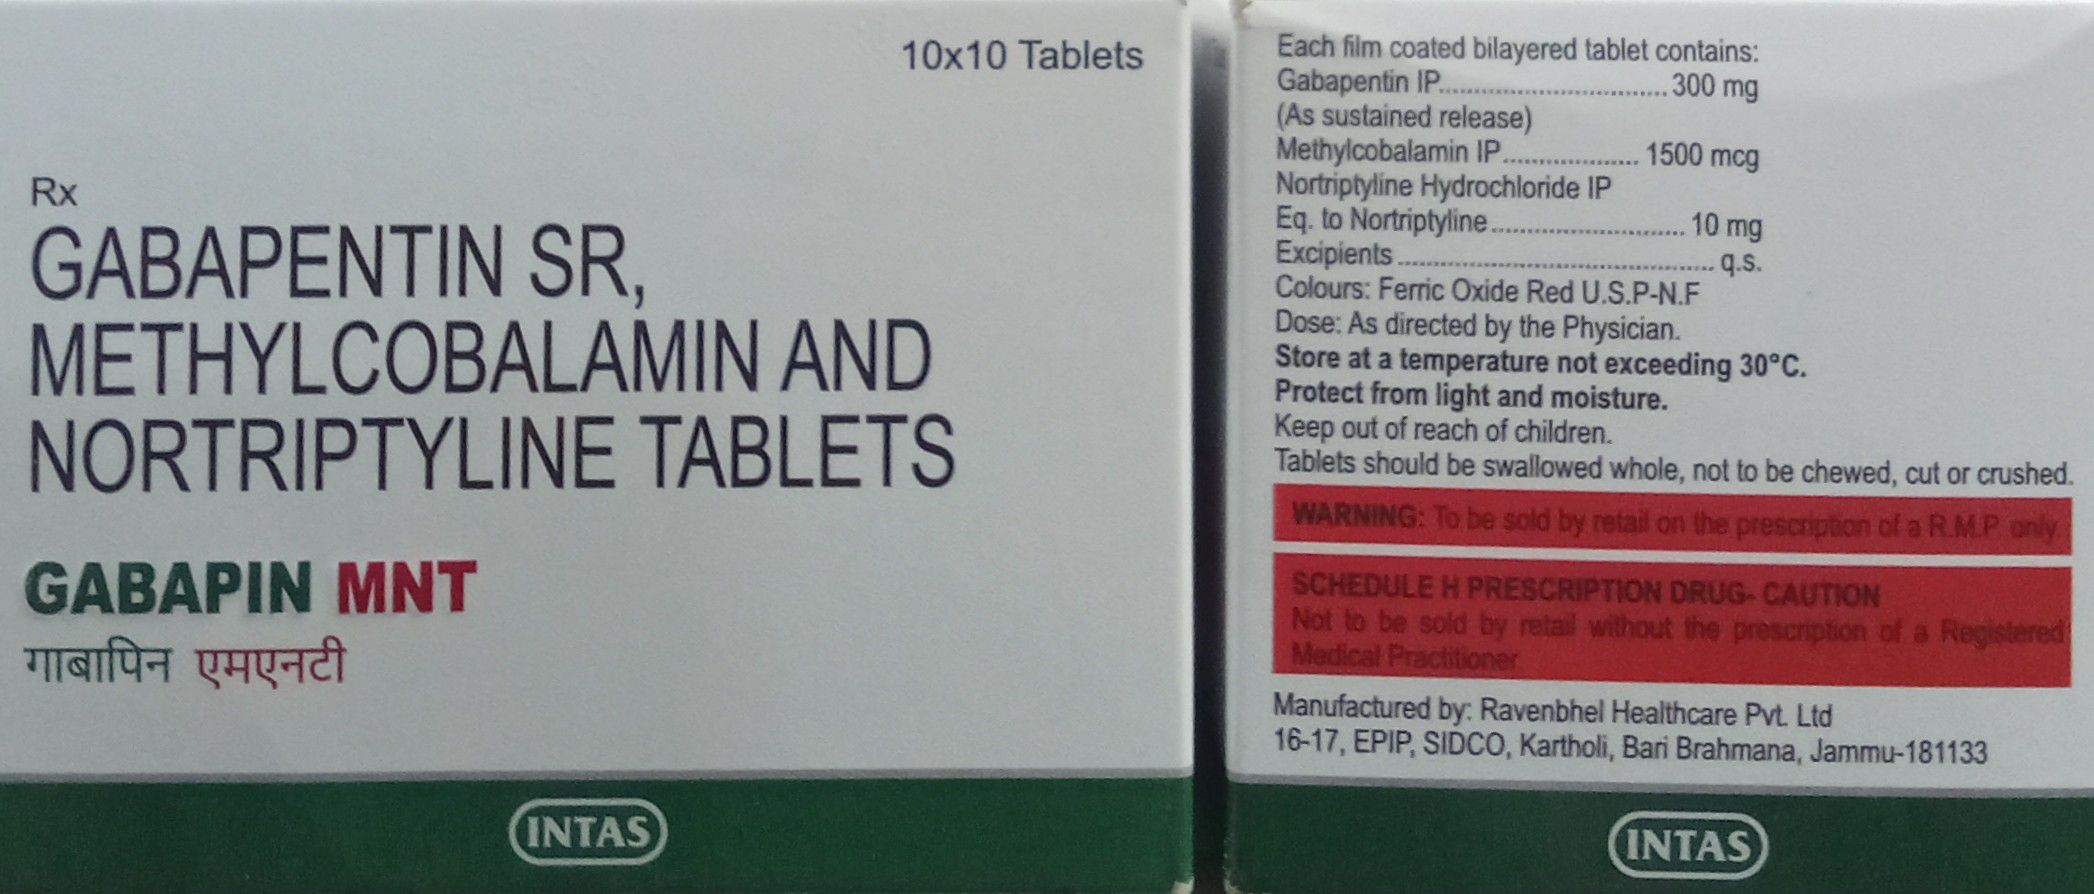 10x10 Tablets
Rx
GABAPENTIN SR,
METHYLCOBALAMIN AND
NORTRIPTYLINE TABLETS
GABAPIN MNT
गाबापिन एमएनटी
INTAS
Each film coated bilayered tablet contains:
Gabapentin IP.................................. 300 mg
(As sustained release)
Methylcobalamin IP.................... 1500 mcg
Nortriptyline Hydrochloride IP
Eq. to Nortriptyline............................. 10 mg
Excipients................................................ q.s.
Colours: Ferric Oxide Red U.S.P-N.F
Dose: As directed by the Physician.
Store at a temperature not exceeding 30°C.
Protect from light and moisture.
Keep out of reach of children.
Tablets should be swallowed whole, not to be chewed, cut or crushed.
WARNING: To be sold by retail on the prescription of a R.M.P. only
SCHEDULE H PRESCRIPTION DRUG- CAUTION
Not to be sold by retail without the prescription of a Registered
Medical Practitioner
Manufactured by: Ravenbhel Healthcare Pvt. Ltd
16-17, EPIP, SIDCO, Kartholi, Bari Brahmana, Jammu-181133
INTAS